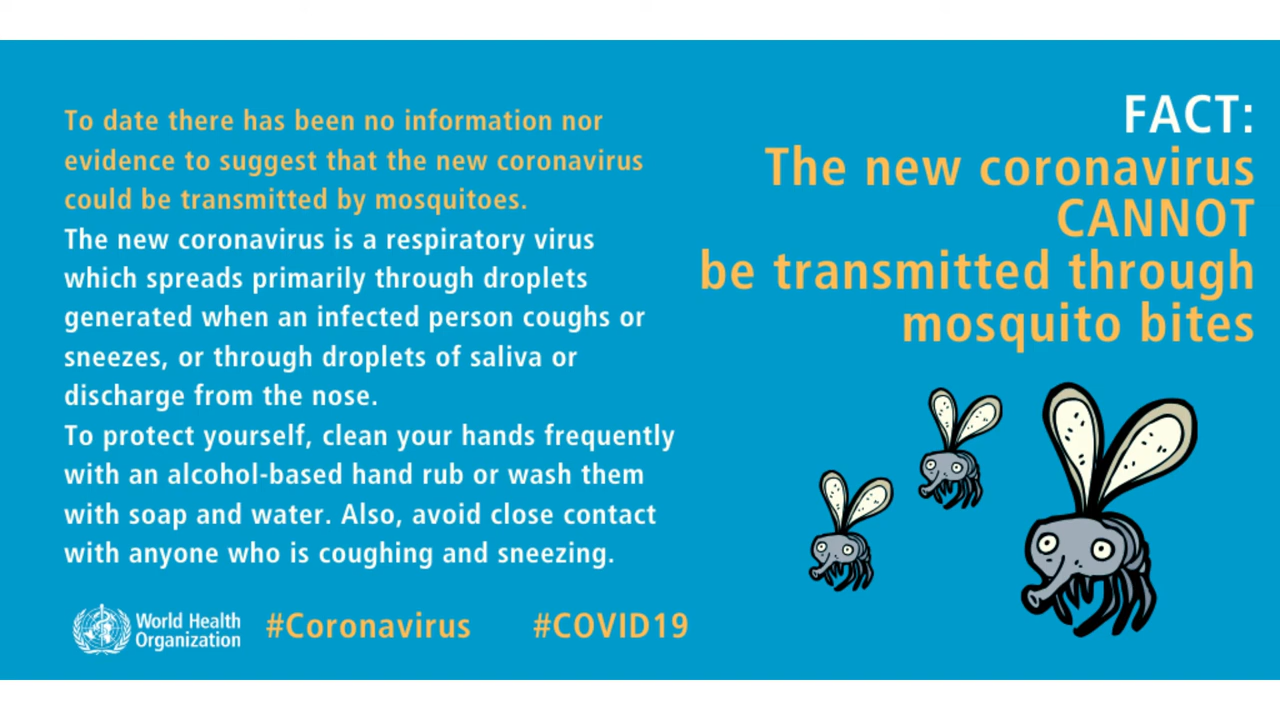 To date there has been no information nor
evidence to suggest that the new coronavirus
could be transmitted by mosquitoes.
The new coronavirus is a respiratory virus
which spreads primarily through droplets
generated when an infected person coughs or
sneezes, or through droplets of saliva or
discharge from the nose.
To protect yourself, clean your hands frequently
with an alcohol-based hand rub or wash them
with soap and water. Also, avoid close contact
with anyone who is coughing and sneezing.
World Health
Organization
#Coronavirus #COVID19
FACT:
The new coronavirus
CANNOT
be transmitted through
mosquito bites